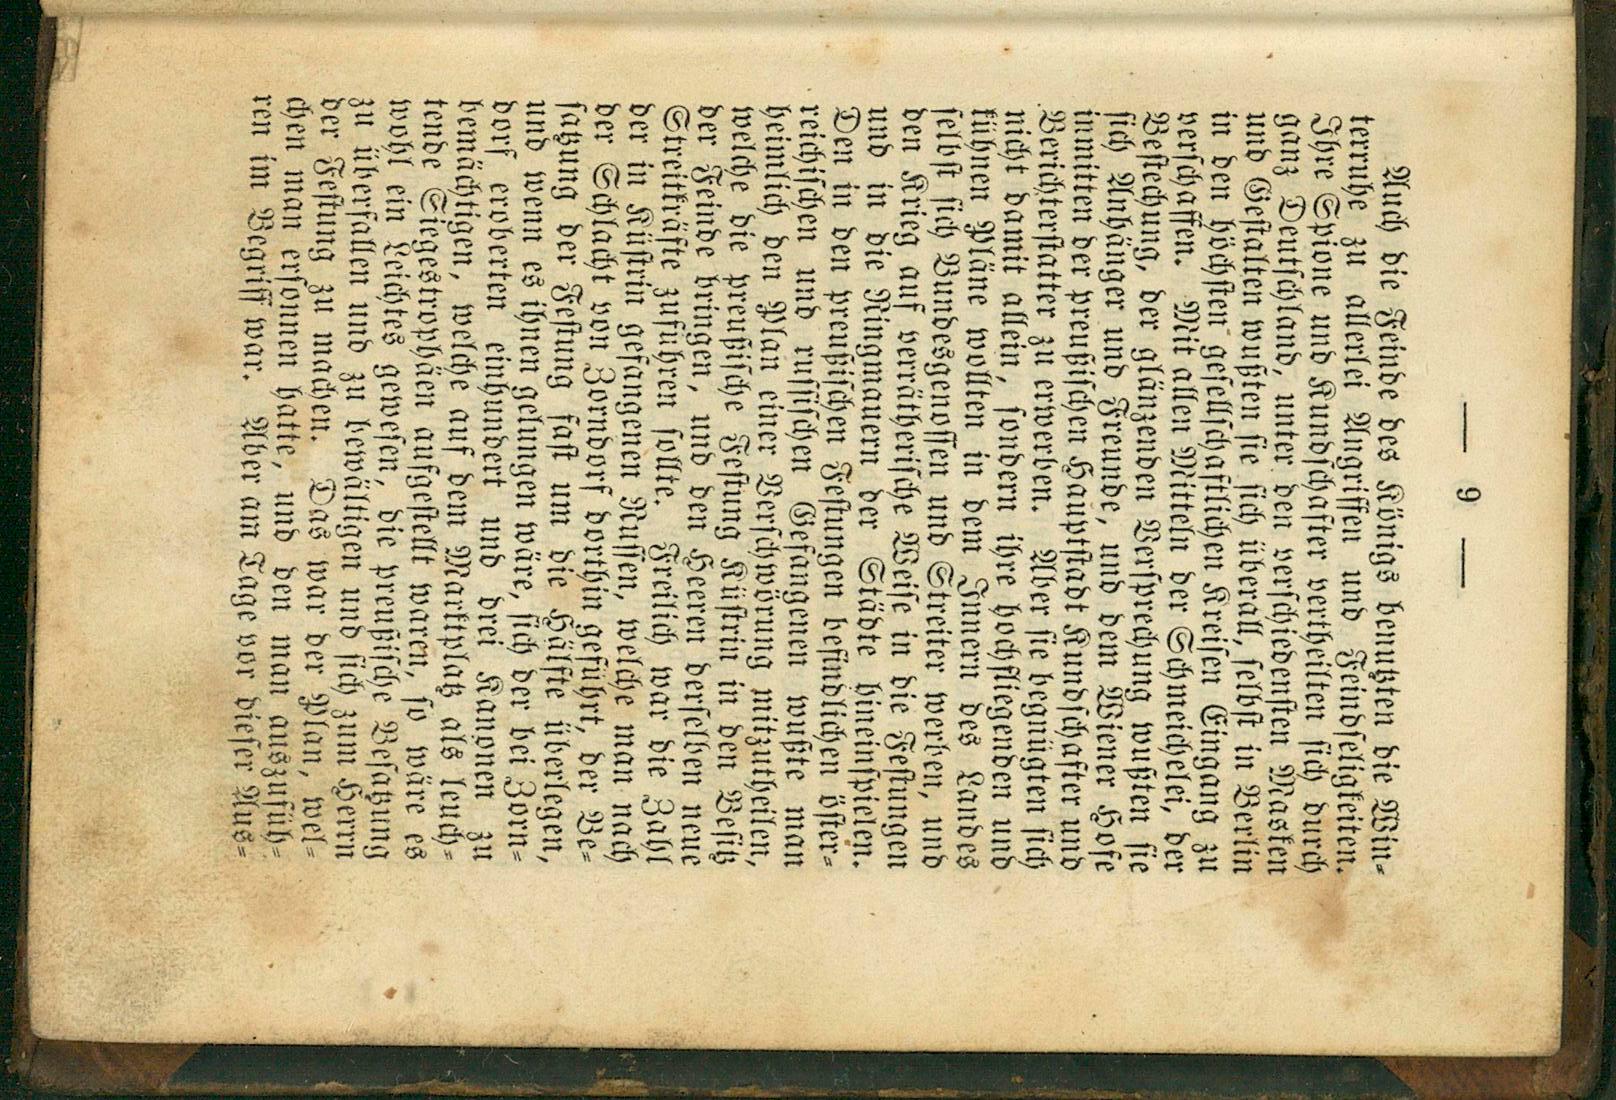 — 9 —
Auch die Feinde des Königs benutzten die Win-
terruhe zu allerlei Angriffen und Feindseligkeiten.
Ihre Spione und Kundschafter vertheilten sich durch
ganz Deutschland, unter den verschiedensten Masken
und Gestalten wußten sie sich überall, selbst in Berlin
in den höchsten gesellschaftlichen Kreisen Eingang zu
verschaffen. Mit allen Mitteln der Schmeichelei, der
Bestechung, der glänzenden Versprechung wußten sie
sich Anhänger und Freunde, und dem Wiener Hofe
inmitten der preußischen Hauptstadt Kundschafter und
Berichterstatter zu erwerben. Aber sie begnügten sich
nicht damit allein, sondern ihre hochfliegenden und
kühnen Pläne wollten in dem Innern des Landes
selbst sich Bundesgenossen und Streiter werben, und
den Krieg auf verrätherische Weise in die Festungen
und in die Ringmauern der Städte hineinspielen.
Den in den preußischen Festungen befindlichen öster-
reichischen und russischen Gefangenen wußte man
heimlich den Plan einer Verschwörung mitzutheilen,
welche die preußische Festung Küstrin in den Besitz
der Feinde bringen, und den Heeren derselben neue
Streitkräfte zuführen sollte. Freilich war die Zahl
der in Küstrin gefangenen Russen, welche man nach
der Schlacht von Zorndorf dorthin geführt, der Be-
satzung der Festung fast um die Hälfte überlegen,
und wenn es ihnen gelungen wäre, sich der bei Zorn-
dorf eroberten einhundert und drei Kanonen zu
bemächtigen, welche auf dem Marktplatz als leuch-
tende Siegestrophäen aufgestellt waren, so wäre es
wohl ein Leichtes gewesen, die preußische Besatzung
zu überfallen und zu bewältigen und sich zum Herrn
der Festung zu machen. Das war der Plan, wel-
chen man ersonnen hatte, und den man auszufüh-
ren im Begriff war. Aber am Tage vor dieser Aus-